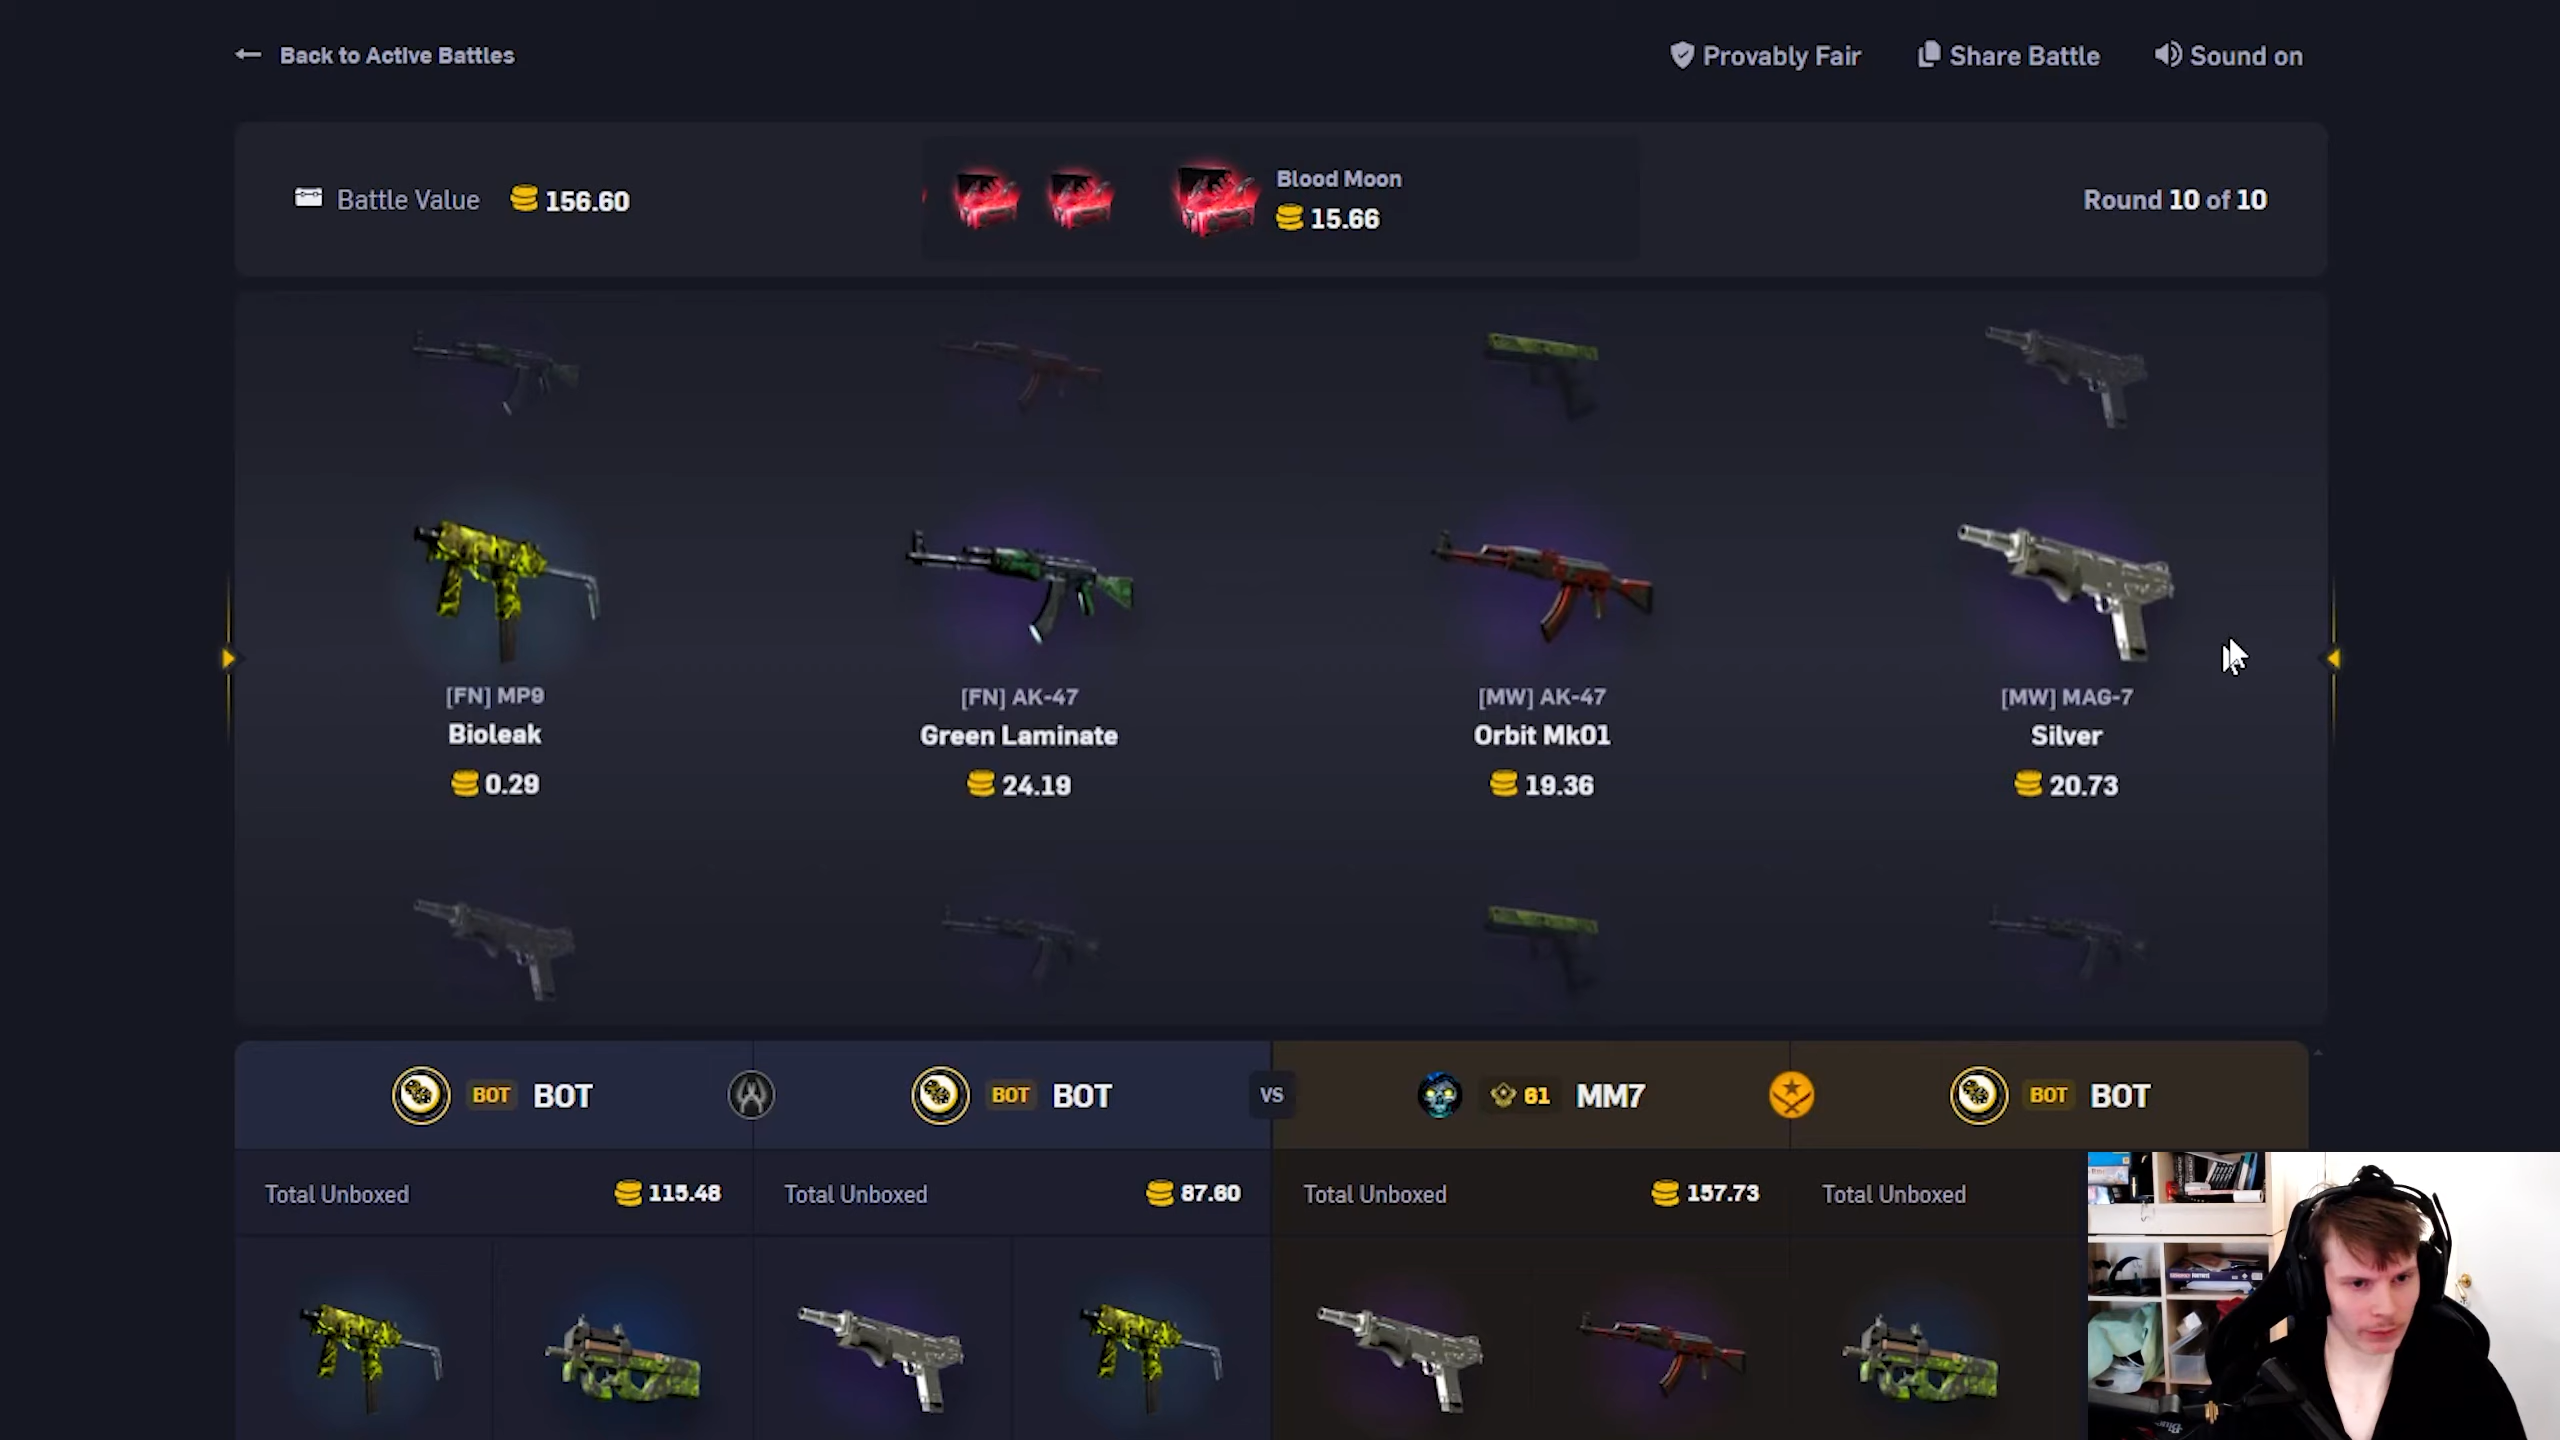 Back to Active Battles
Provably Fair
Share Battle
Sound on
Battle Value 156.60
Blood Moon
15.66
Round 10 of 10
[FN] MP9
Bioleak
0.29
[FN] AK-47
Green Laminate
24.19
[MW] AK-47
Orbit Mk01
19.36
[MW] MAG-7
Silver
20.73
BOT BOT
BOT BOT
VS
61 MM7
BOT BOT
Total Unboxed 115.48
Total Unboxed 87.60
Total Unboxed 157.73
Total Unboxed